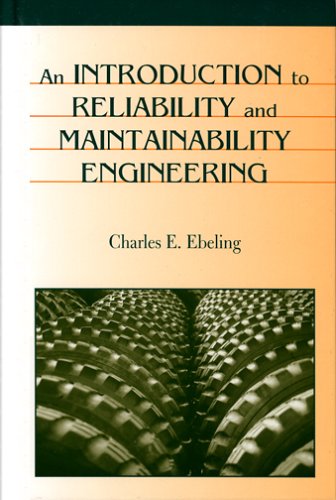 An INTRODUCTION to
RELIABILITY and
MAINTAINABILITY
ENGINEERING
Charles E. Ebeling